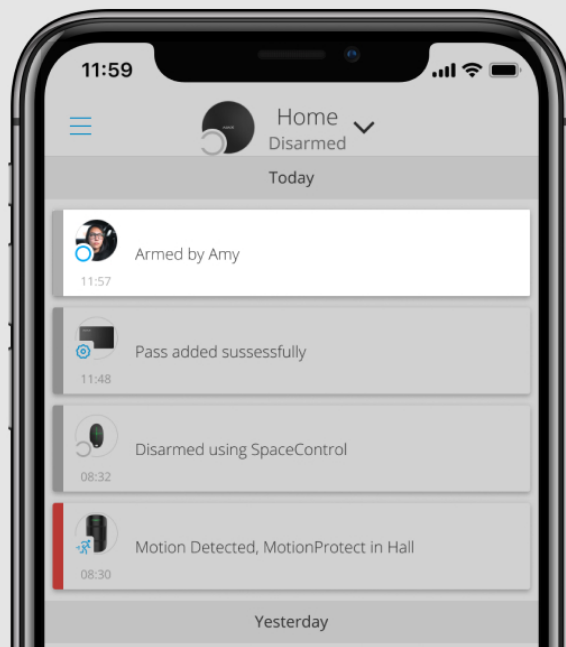 11:59
Home
Disarmed
Today
Armed by Amy
11:57
Pass added sussessfully
11:48
Disarmed using SpaceControl
08:32
Motion Detected, MotionProtect in Hall
08:30
Yesterday